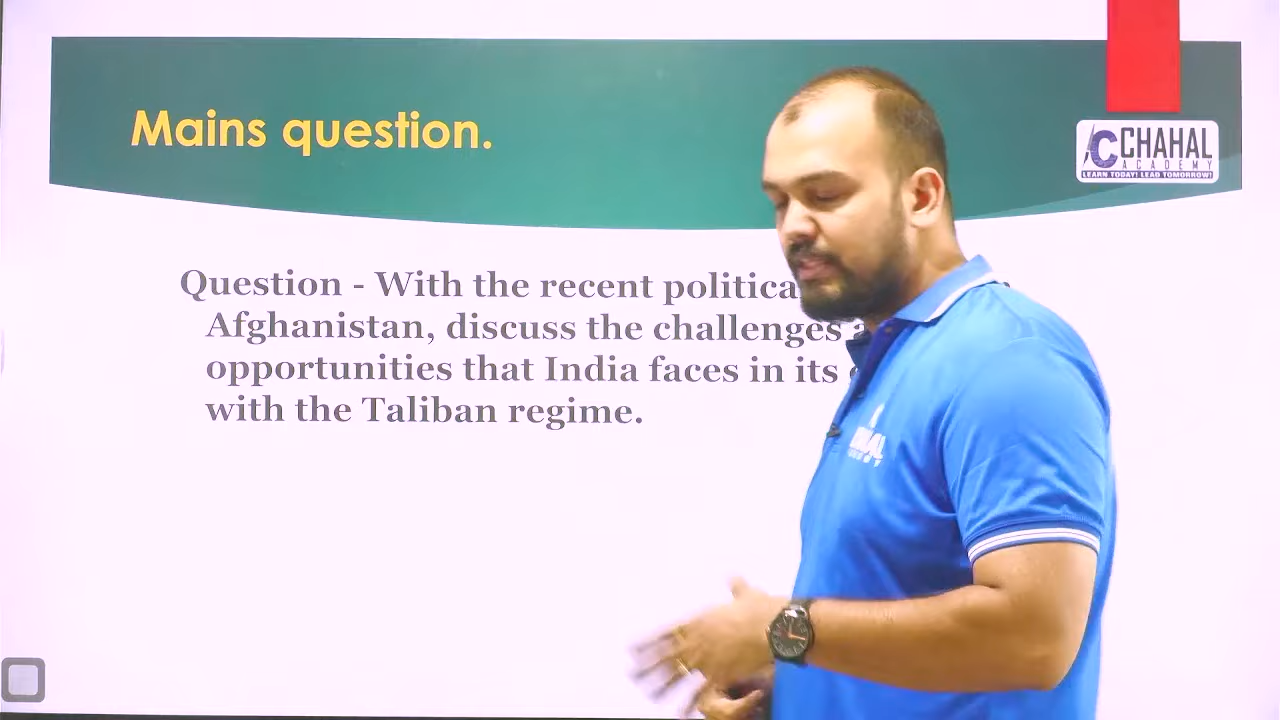 Mains question.
CHAHAL
ACADEMY
LEARN TODAY! LEAD TOMORROW!
Question - With the recent
Afghanistan, discuss the challenges
opportunities that India faces in its
with the Taliban regime.